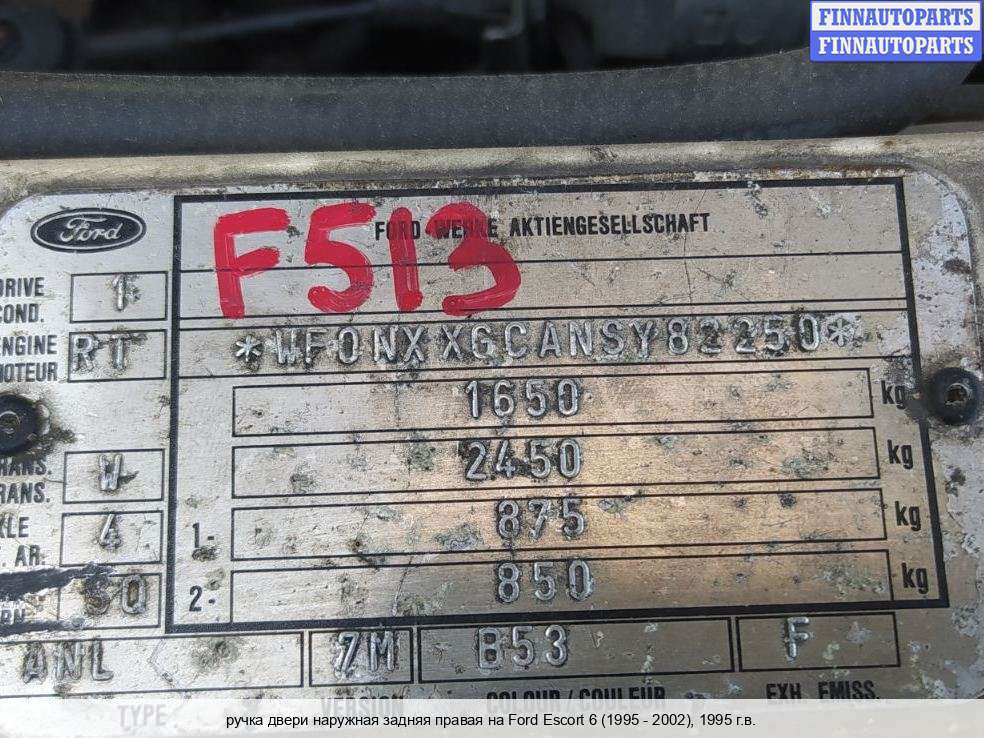 FINNAUTOPARTS
FINNAUTOPARTS
Ford
FORD WERKE AKTIENGESELLSCHAFT
F513
DRIVE
COND.
1
ENGINE
MOTEUR
RT
*WF0NXXGCANSY82250*
1650 kg
2450 kg
TRANS.
TRANS.
W
1- 875 kg
AR.
4
2- 850 kg
SQ
ANL 7M B53 F
TYPE VERSION COLOUR/COULEUR EXH. EMISS.
ручка двери наружная задняя правая на Ford Escort 6 (1995 - 2002), 1995 г.в.